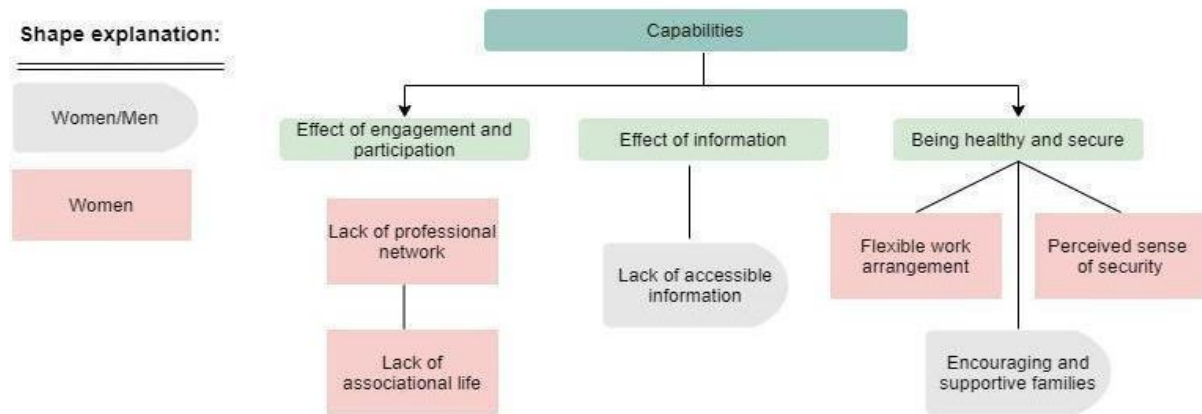 Shape explanation:
Women/Men
Women
Capabilities
Effect of engagement and
participation
Effect of information
Being healthy and secure
Lack of professional
network
Lack of
associational life
Lack of accessible
information
Flexible work
arrangement
Perceived sense
of security
Encouraging and
supportive families